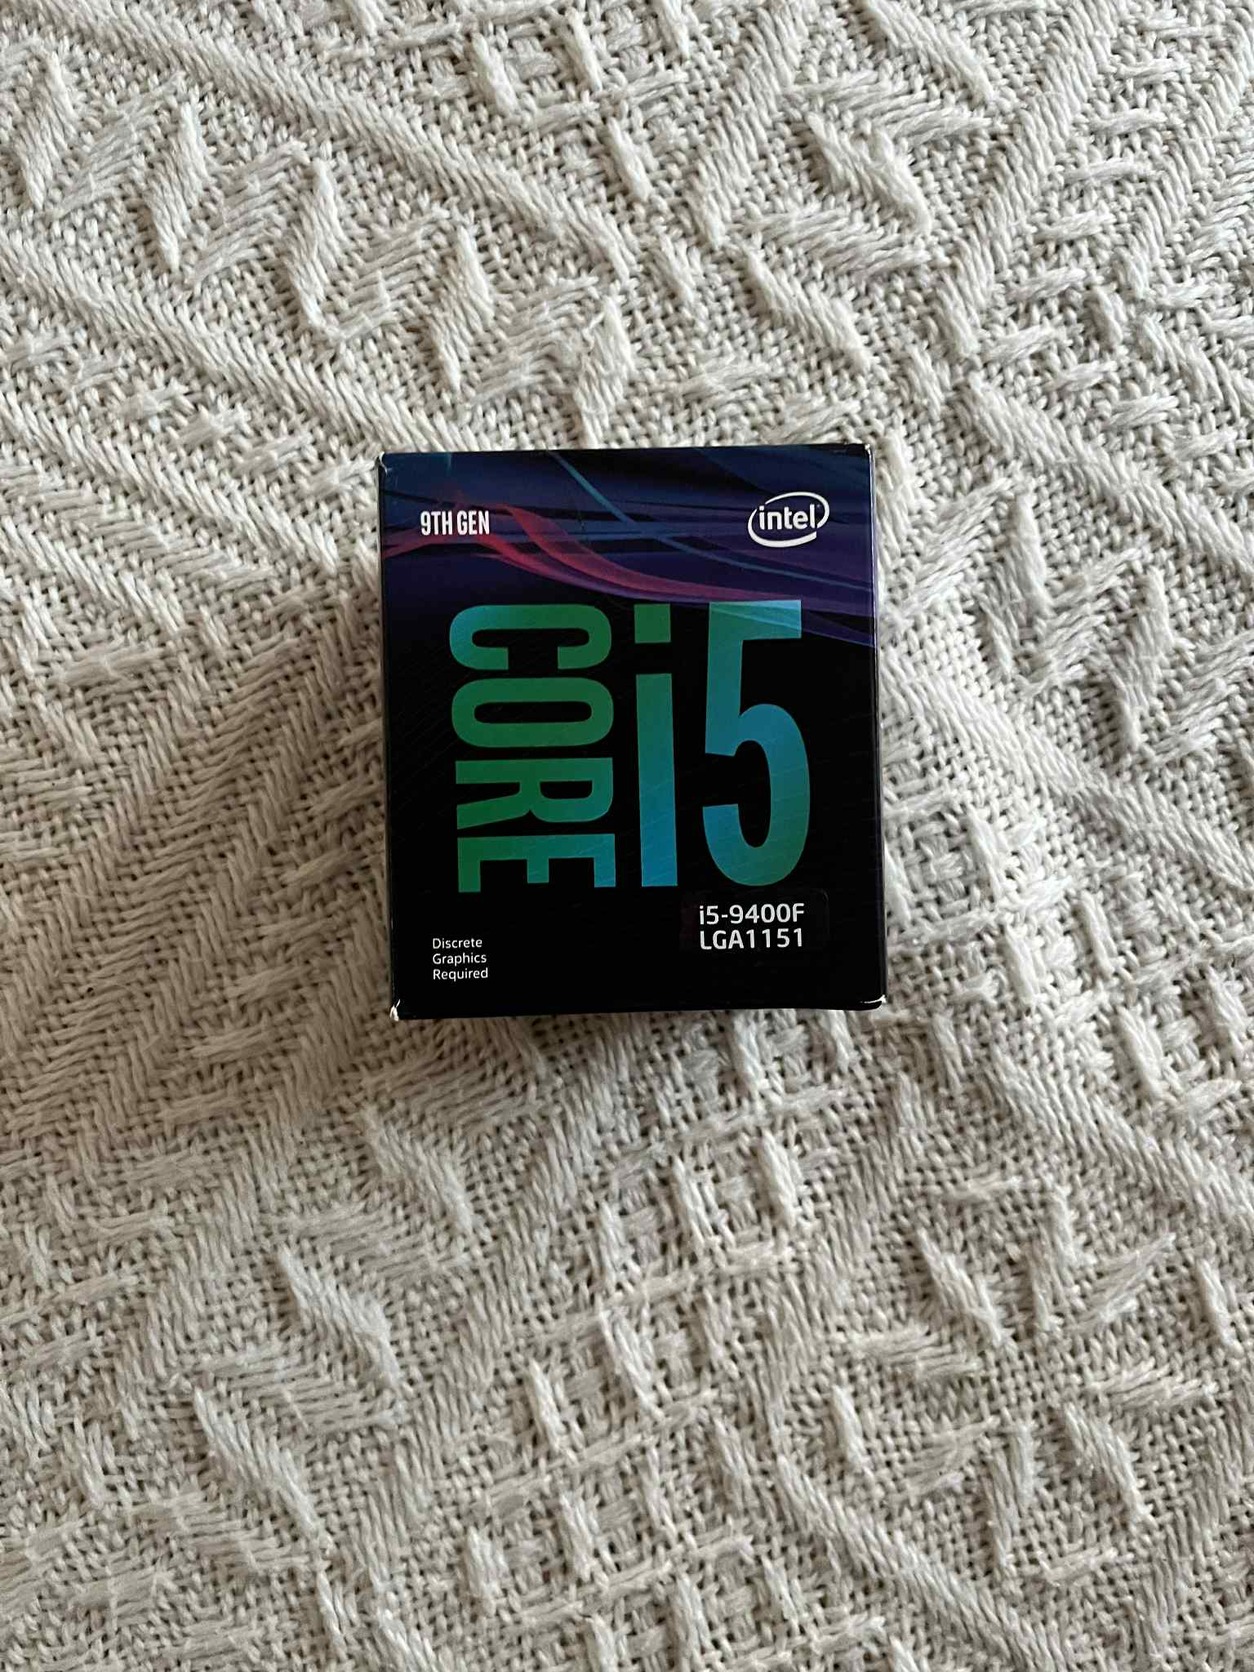 9TH GEN
intel
CORE
i5
i5-9400F
LGA1151
Discrete
Graphics
Required